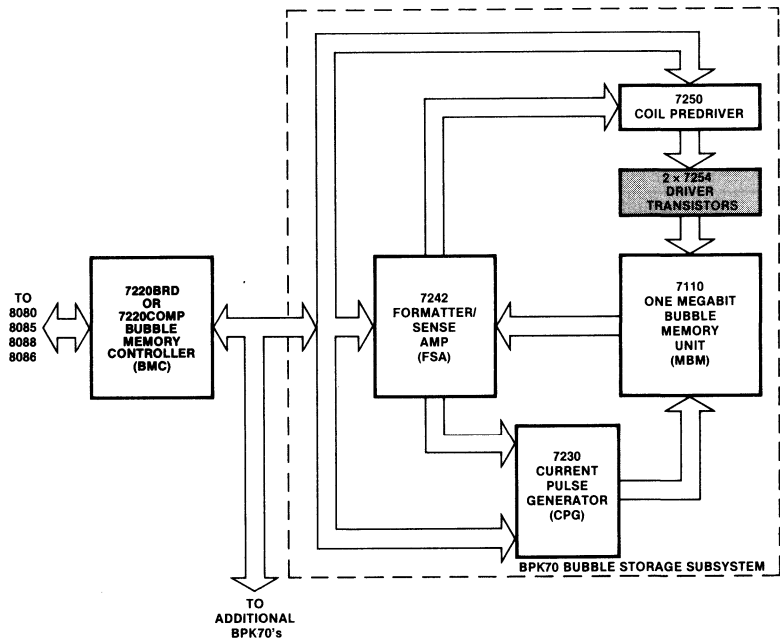 7250
COIL PREDRIVER
2 × 7254
DRIVER
TRANSISTORS
TO
8080
8085
8088
8086
7220BRD
OR
7220COMP
BUBBLE
MEMORY
CONTROLLER
(BMC)
7242
FORMATTER/
SENSE
AMP
(FSA)
7110
ONE MEGABIT
BUBBLE
MEMORY
UNIT
(MBM)
7230
CURRENT
PULSE
GENERATOR
(CPG)
BPK70 BUBBLE STORAGE SUBSYSTEM
TO
ADDITIONAL
BPK70's